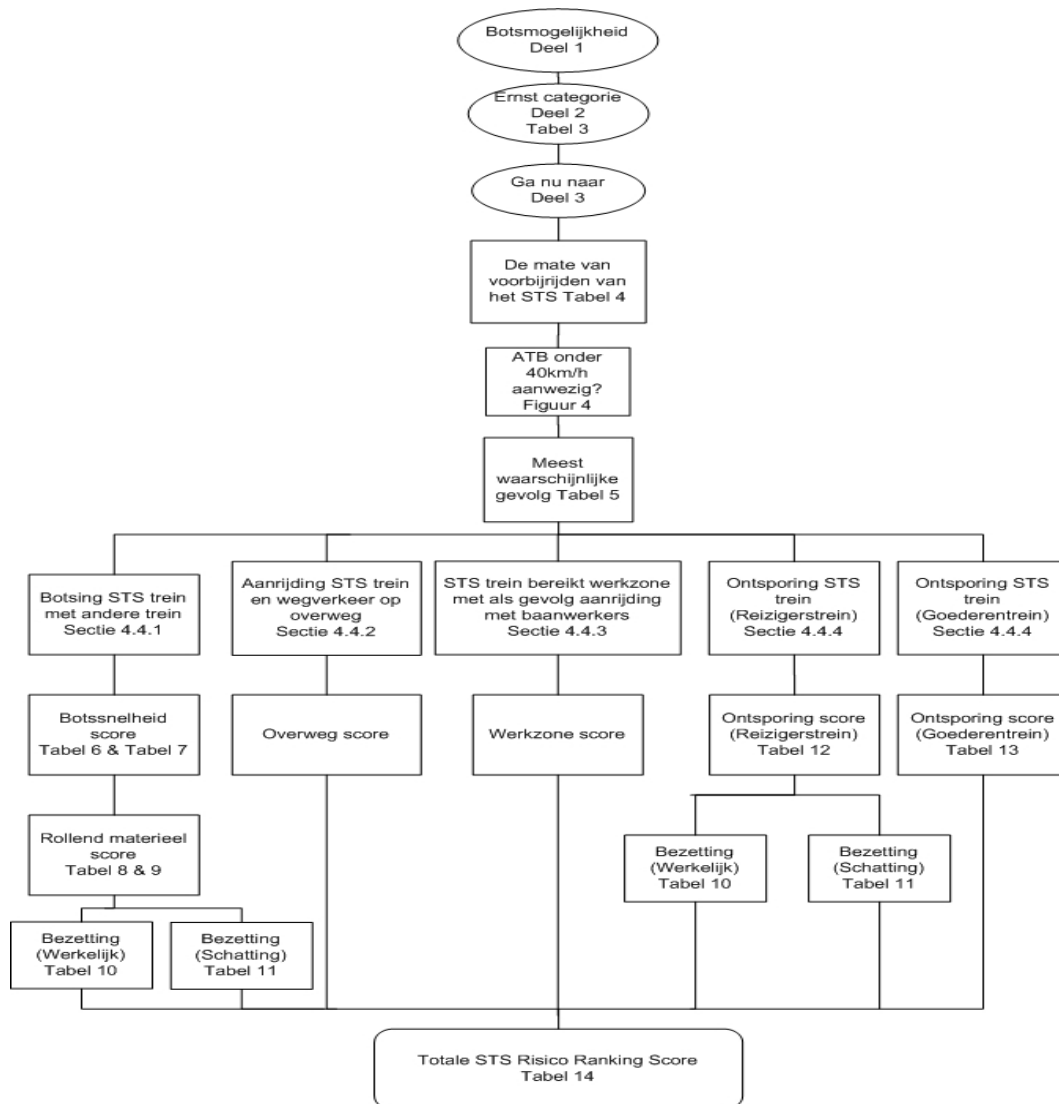 Botsmogelijkheid
Deel 1
Ernst categorie
Deel 2
Tabel 3
Ga nu naar
Deel 3
De mate van
voorbijrijden van
het STS Tabel 4
ATB onder
40km/h
aanwezig?
Figuur 4
Meest
waarschijnlijke
gevolg Tabel 5
Botsing STS trein
met andere trein
Sectie 4.4.1
Aanrijding STS trein
en wegverkeer op
overweg
Sectie 4.4.2
STS trein bereikt werkzone
met als gevolg aanrijding
met baanwerkers
Sectie 4.4.3
Ontsporing STS
trein
(Reizigerstrein)
Sectie 4.4.4
Ontsporing STS
trein
(Goederentrein)
Sectie 4.4.4
Botssnelheid
score
Tabel 6 & Tabel 7
Overweg score
Werkzone score
Ontsporing score
(Reizigerstrein)
Tabel 12
Ontsporing score
(Goederentrein)
Tabel 13
Rollend materieel
score
Tabel 8 & 9
Bezetting
(Werkelijk)
Tabel 10
Bezetting
(Schatting)
Tabel 11
Bezetting
(Werkelijk)
Tabel 10
Bezetting
(Schatting)
Tabel 11
Totale STS Risico Ranking Score
Tabel 14